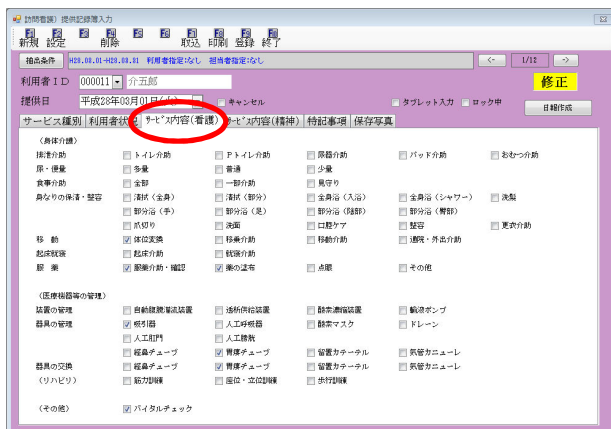 訪問看護）提供記録簿入力
F1 F2 F3 F5 F6 F7 F8 F9 F0
新規 設定 削除 取込 印刷 登録 終了
抽出条件 H28.03.01-H28.03.31 利用者指定:なし 担当者指定:なし <- 1/12 ->
利用者ＩＤ 000011 介五郎 修正
提供日 平成28年03月01日(火) キャンセル タブレット入力 ロック中 日報作成
サービス種別 利用者状況 サービス内容(看護) サービス内容(精神) 特記事項 保存写真
（身体介護）
排泄介助 トイレ介助 Ｐトイレ介助 尿器介助 パッド介助 おむつ介助
尿・便量 多量 普通 少量
食事介助 全部 一部介助 見守り
身なりの保清・整容 清拭（全身） 清拭（部分） 全身浴（入浴） 全身浴（シャワー） 洗髪
部分浴（手） 部分浴（足） 部分浴（陰部） 部分浴（臀部）
爪切り 洗面 口腔ケア 整容 更衣介助
移　動 体位変換 移乗介助 移動介助 通院・外出介助
起床就寝 起床介助 就寝介助
服　薬 服薬介助・確認 薬の塗布 点眼 その他
（医療機器等の管理）
装置の管理 自動腹膜灌流装置 透析供給装置 酸素濃縮装置 輸液ポンプ
器具の管理 吸引器 人工呼吸器 酸素マスク ドレーン
人工肛門 人工膀胱
経鼻チューブ 胃瘻チューブ 留置カテーテル 気管カニューレ
器具の交換 経鼻チューブ 胃瘻チューブ 留置カテーテル 気管カニューレ
（リハビリ） 筋力訓練 座位・立位訓練 歩行訓練
（その他） バイタルチェック